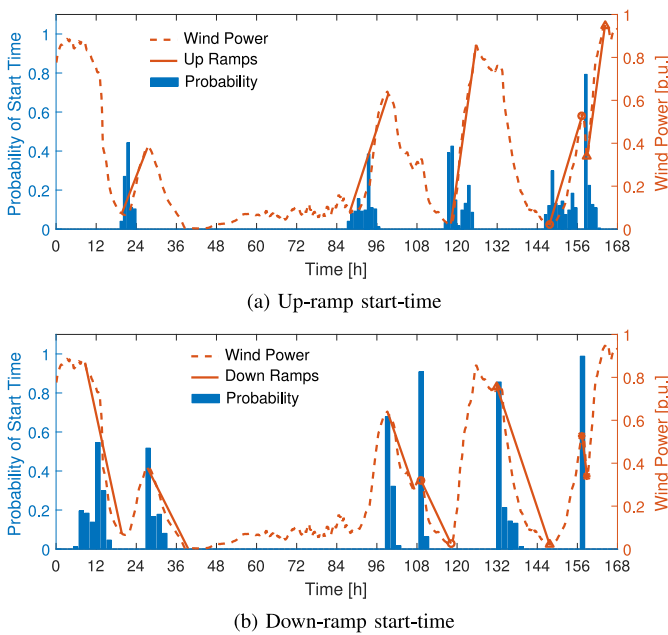 Wind Power
Up Ramps
Probability
Probability of Start Time
1
0.8
0.6
0.4
0.2
0
1
0.8
0.6
0.4
0.2
0
Wind Power [p.u.]
0 12 24 36 48 60 72 84 96 108 120 132 144 156 168
Time [h]
(a) Up-ramp start-time
Wind Power
Down Ramps
Probability
Probability of Start Time
1
0.8
0.6
0.4
0.2
0
1
0.8
0.6
0.4
0.2
0
Wind Power [p.u.]
0 12 24 36 48 60 72 84 96 108 120 132 144 156 168
Time [h]
(b) Down-ramp start-time